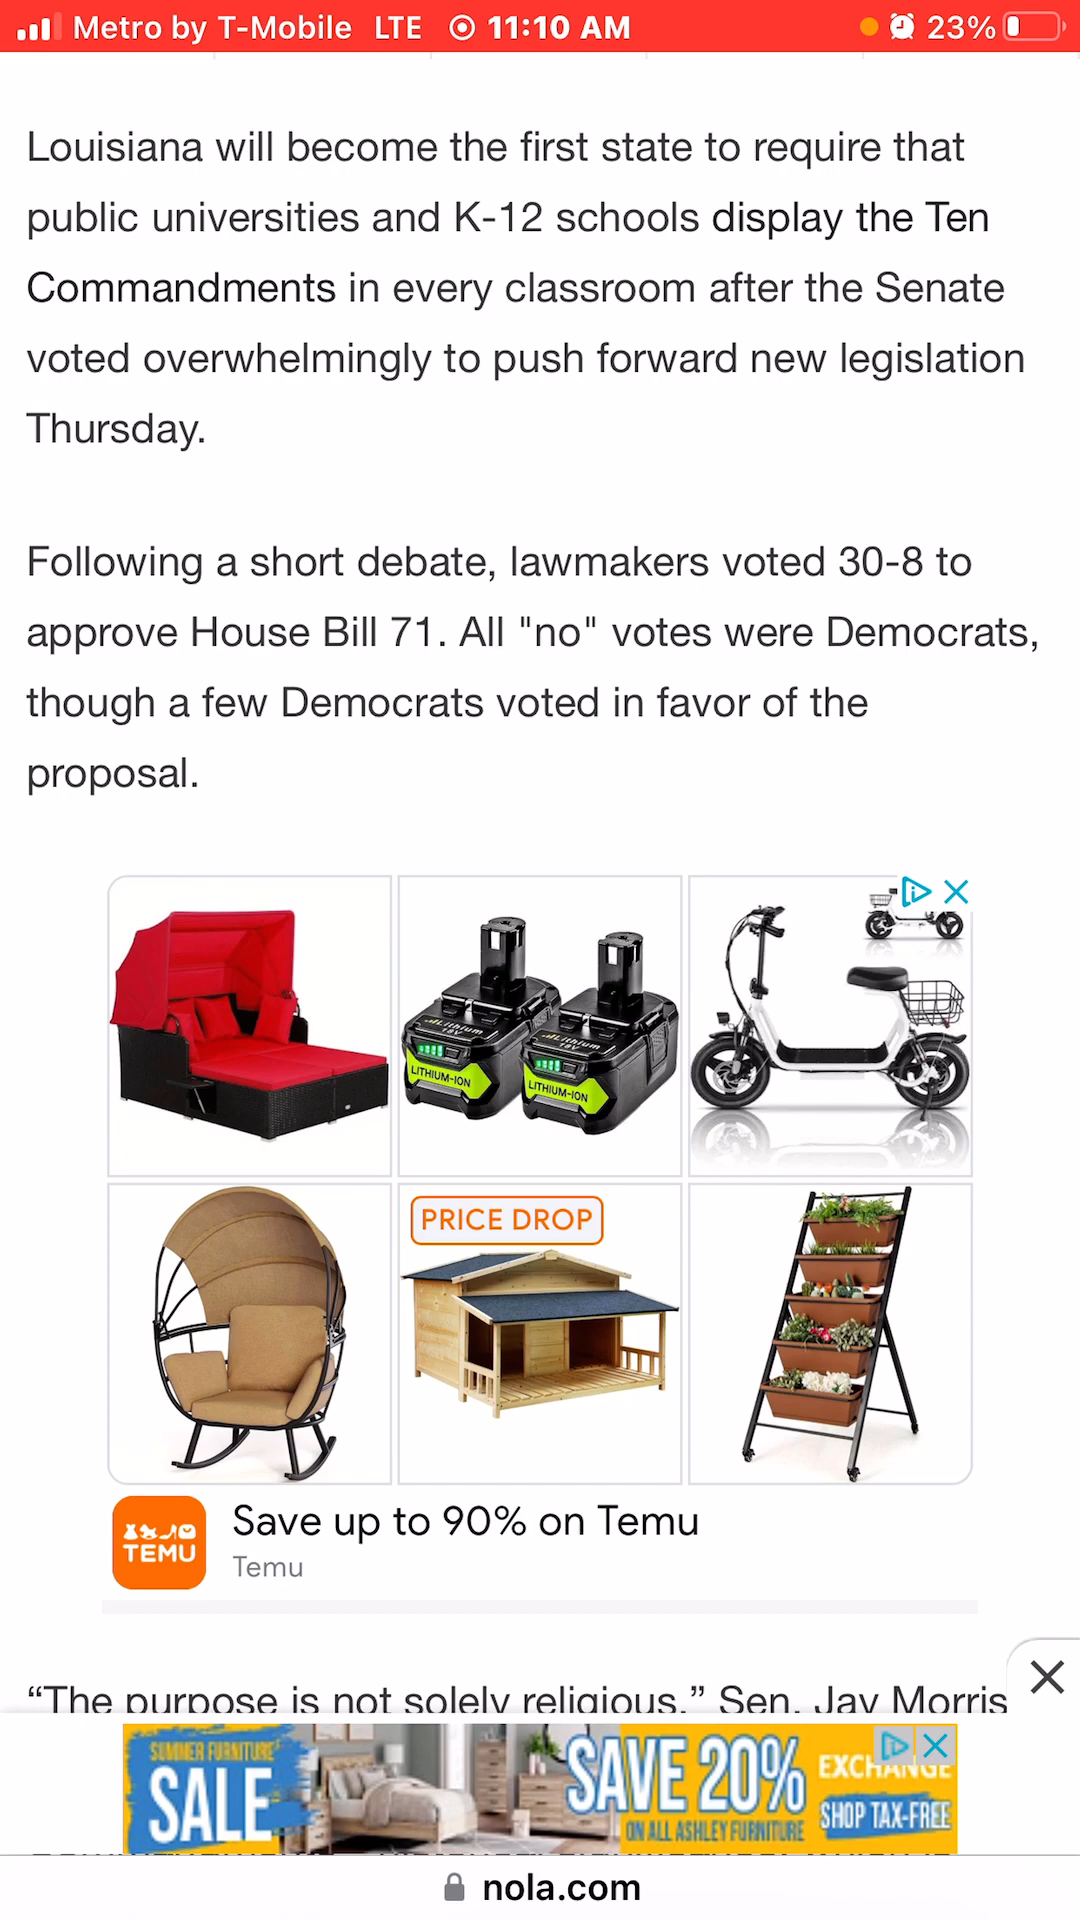 Metro by T-Mobile LTE 11:10 AM 23%
Louisiana will become the first state to require that
public universities and K-12 schools display the Ten
Commandments in every classroom after the Senate
voted overwhelmingly to push forward new legislation
Thursday.
Following a short debate, lawmakers voted 30-8 to
approve House Bill 71. All "no" votes were Democrats,
though a few Democrats voted in favor of the
proposal.
Lithium
18V
LITHIUM-ION
Lithium
18V
LITHIUM-ION
PRICE DROP
TEMU
Save up to 90% on Temu
Temu
“The purpose is not solely religious,” Sen. Jay Morris
SUMMER FURNITURE
SALE
SAVE 20%
ON ALL ASHLEY FURNITURE
EXCHANGE
SHOP TAX-FREE
nola.com